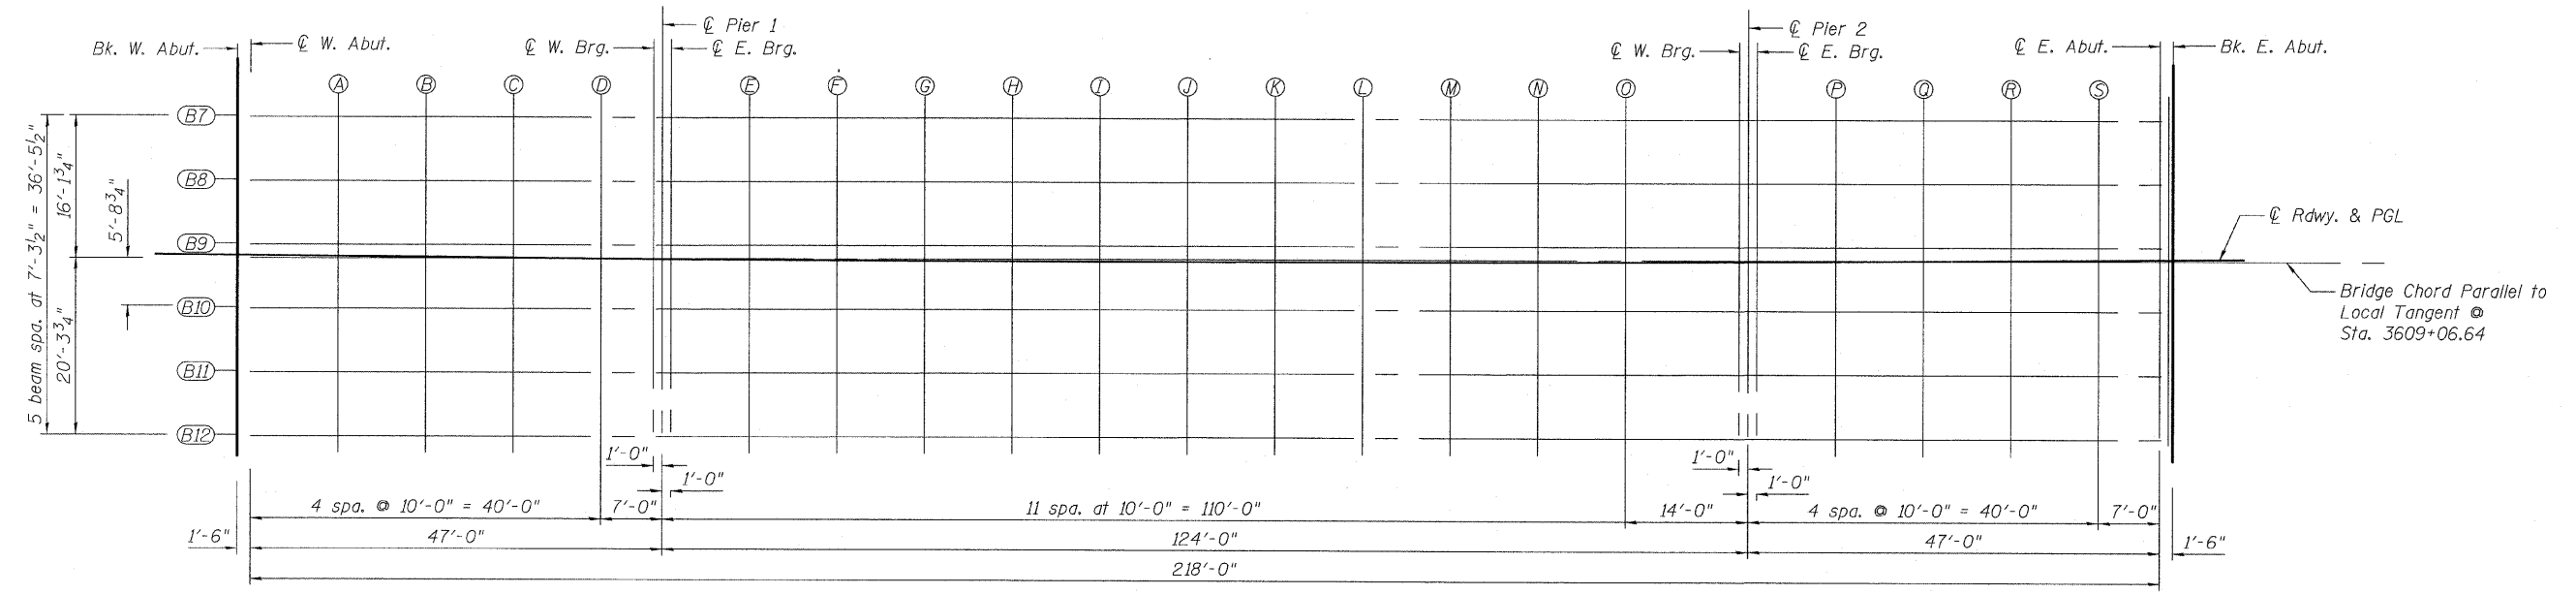 ℄ Pier 1
℄ Pier 2
Bk. W. Abut.
℄ W. Abut.
℄ W. Brg.
℄ E. Brg.
℄ W. Brg.
℄ E. Brg.
℄ E. Abut.
Bk. E. Abut.
A B C D E F G H I J K L M N O P Q R S
B7
B8
B9
B10
B11
B12
5 beam spa. at 7'-3½" = 36'-5½"
16'-1¾"
20'-3¾"
5'-8¾"
℄ Rdwy. & PGL
Bridge Chord Parallel to
Local Tangent @
Sta. 3609+06.64
1'-0"
1'-0"
1'-0"
1'-0"
4 spa. @ 10'-0" = 40'-0"
7'-0"
11 spa. at 10'-0" = 110'-0"
14'-0"
4 spa. @ 10'-0" = 40'-0"
7'-0"
1'-6"
47'-0"
124'-0"
47'-0"
1'-6"
218'-0"